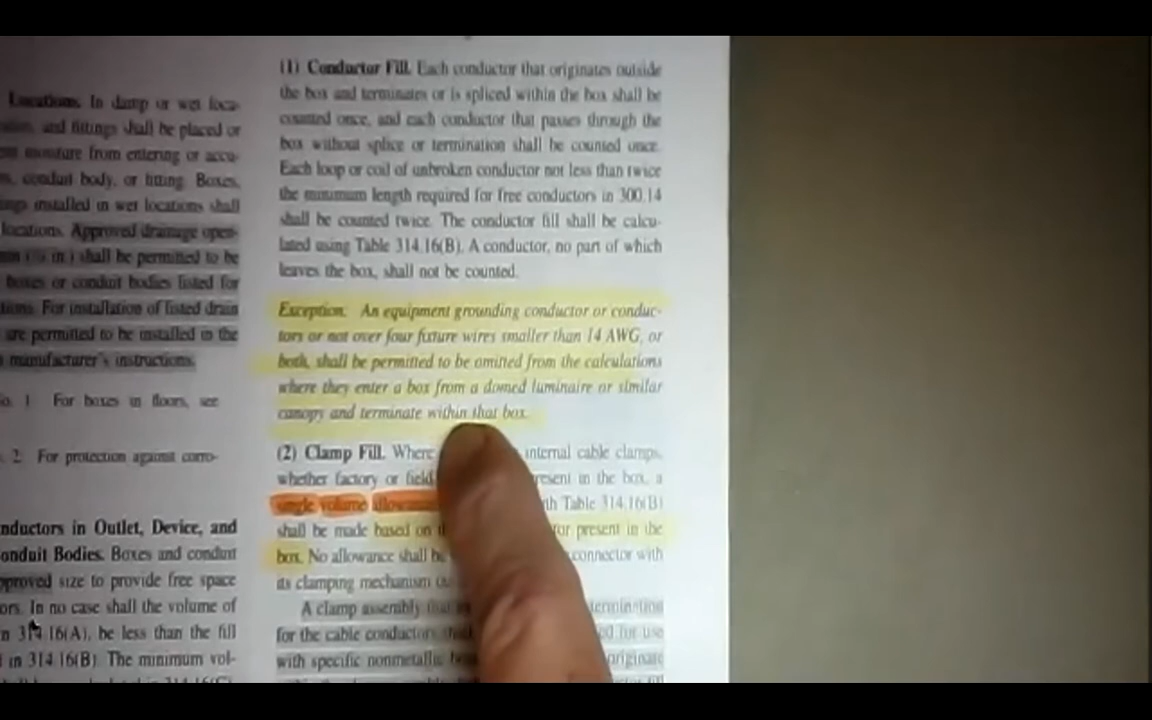 Locations. In damp or wet loca-
and fittings shall be placed or
moisture from entering or accu-
conduit body, or fitting. Boxes,
installed in wet locations shall
locations. Approved drainage open-
shall be permitted to be
boxes or conduit bodies listed for
For installation of listed drain
are permitted to be installed in the
manufacturer's instructions.
1 For boxes in floors, see
2: For protection against corro-
nductors in Outlet, Device, and
onduit Bodies. Boxes and conduit
pproved size to provide free space
ors. In no case shall the volume of
n 314.16(A), be less than the fill
in 314.16(B). The minimum vol-
(1) Conductor Fill. Each conductor that originates outside
the box and terminates or is spliced within the box shall be
counted once, and each conductor that passes through the
box without splice or termination shall be counted once.
Each loop or coil of unbroken conductor not less than twice
the minimum length required for free conductors in 300.14
shall be counted twice. The conductor fill shall be calcu-
lated using Table 314.16(B). A conductor, no part of which
leaves the box, shall not be counted.
Exception: An equipment grounding conductor or conduc-
tors or not over four fixture wires smaller than 14 AWG, or
both, shall be permitted to be omitted from the calculations
where they enter a box from a domed luminaire or similar
canopy and terminate within that box.
(2) Clamp Fill. Where internal cable clamps,
whether factory or field resent in the box, a
single volume allowan th Table 314.16(B)
shall be made based on tor present in the
box. No allowance shall be connector with
its clamping mechanism
A clamp assembly termination
for the cable conductors ed for use
with specific nonmetallic originate